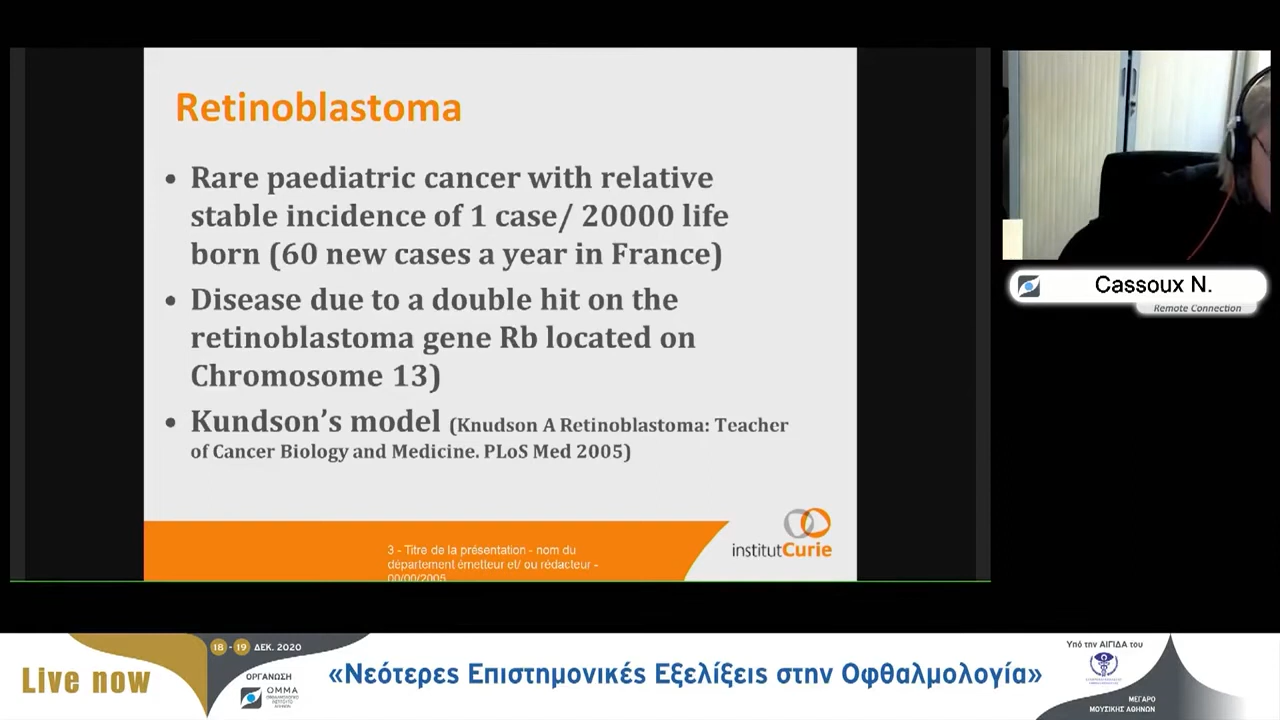 Retinoblastoma
• Rare paediatric cancer with relative
stable incidence of 1 case/ 20000 life
born (60 new cases a year in France)
• Disease due to a double hit on the
retinoblastoma gene Rb located on
Chromosome 13)
• Kundson’s model (Knudson A Retinoblastoma: Teacher
of Cancer Biology and Medicine. PLoS Med 2005)
3 - Titre de la présentation - nom du
département émetteur et/ ou rédacteur -
00/00/2005
institutCurie
Cassoux N.
Remote Connection
Live now
18 - 19 ΔΕΚ. 2020
ΟΡΓΑΝΩΣΗ
OMMA
«Νεότερες Επιστημονικές Εξελίξεις στην Οφθαλμολογία»
Υπό την ΑΙΓΙΔΑ του
ΜΕΓΑΡΟ
ΜΟΥΣΙΚΗΣ ΑΘΗΝΩΝ